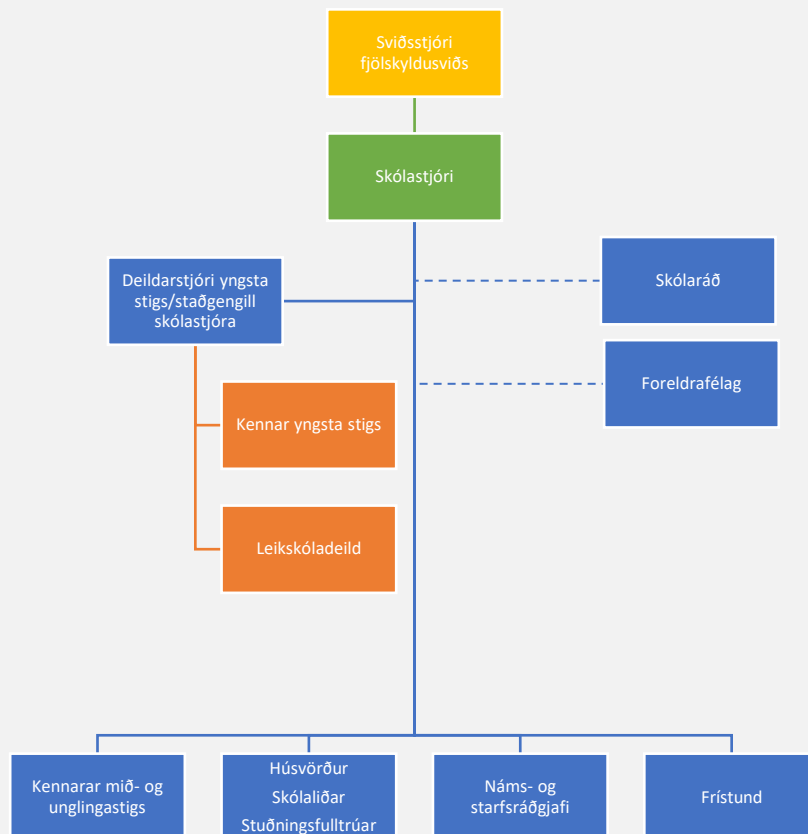 Sviðsstjóri
fjölskyldusviðs
Skólastjóri
Deildarstjóri yngsta
stigs/staðgengill
skólastjóra
Skólaráð
Foreldrafélag
Kennar yngsta stigs
Leikskóladeild
Kennarar mið- og
unglingastigs
Húsvörður
Skólaliðar
Stuðningsfulltrúar
Náms- og
starfsráðgjafi
Frístund